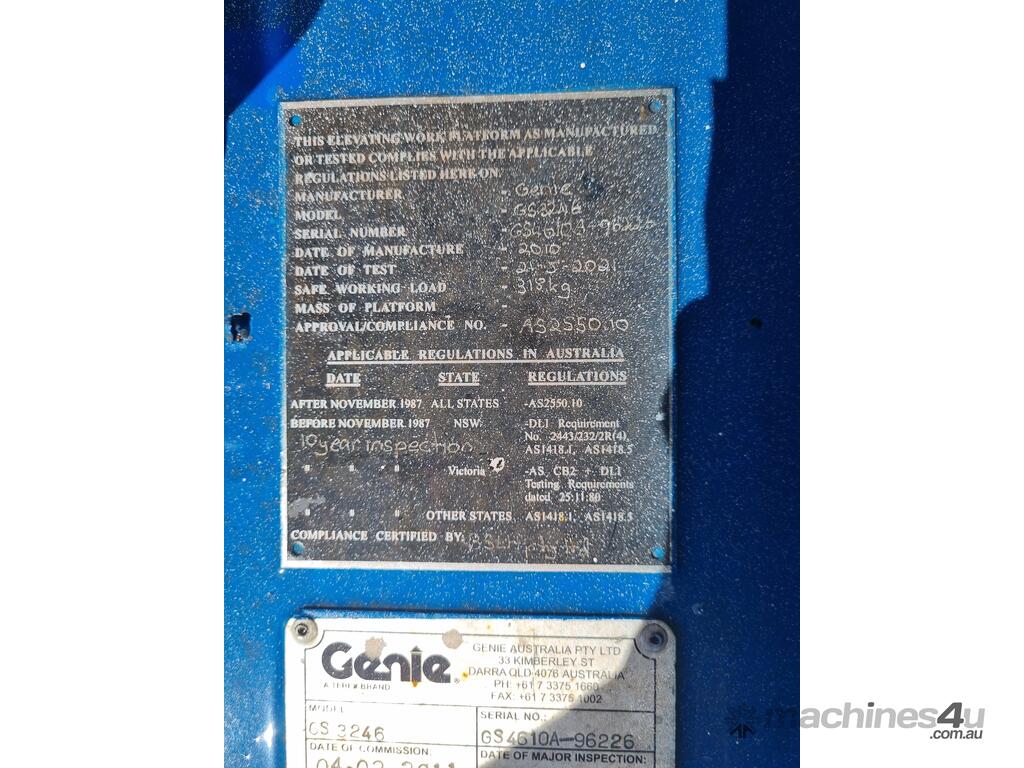 THIS ELEVATING WORK PLATFORM AS MANUFACTURED
OR TESTED COMPLIES WITH THE APPLICABLE
REGULATIONS LISTED HERE ON.
MANUFACTURER - Genie
MODEL -
SERIAL NUMBER - GS4610A-96226
DATE OF MANUFACTURE - 2010
DATE OF TEST - 21-5-2021
SAFE WORKING LOAD - 318kg
MASS OF PLATFORM -
APPROVAL/COMPLIANCE NO. - AS2550.10
APPLICABLE REGULATIONS IN AUSTRALIA
DATE STATE REGULATIONS
AFTER NOVEMBER 1987 ALL STATES -AS2550.10
BEFORE NOVEMBER 1987 NSW: -DLI Requirement
No. 2443/232/2R(4),
10 year inspection AS1418.1, AS1418.5
" " " Victoria -AS. CB2 + DLI
Testing Requirements
dated 25:11:80
" " " OTHER STATES, AS1418.1, AS1418.5
COMPLIANCE CERTIFIED BY: pty ltd
Genie
A TEREX BRAND
GENIE AUSTRALIA PTY LTD
33 KIMBERLEY ST
DARRA QLD 4076 AUSTRALIA
PH: +61 7 3375 1660
FAX: +61 7 3375 1002
MODEL SERIAL NO.:
GS 3246 GS4610A-96226
DATE OF COMMISSION: DATE OF MAJOR INSPECTION:
04-02-2011
machines4u
.com.au